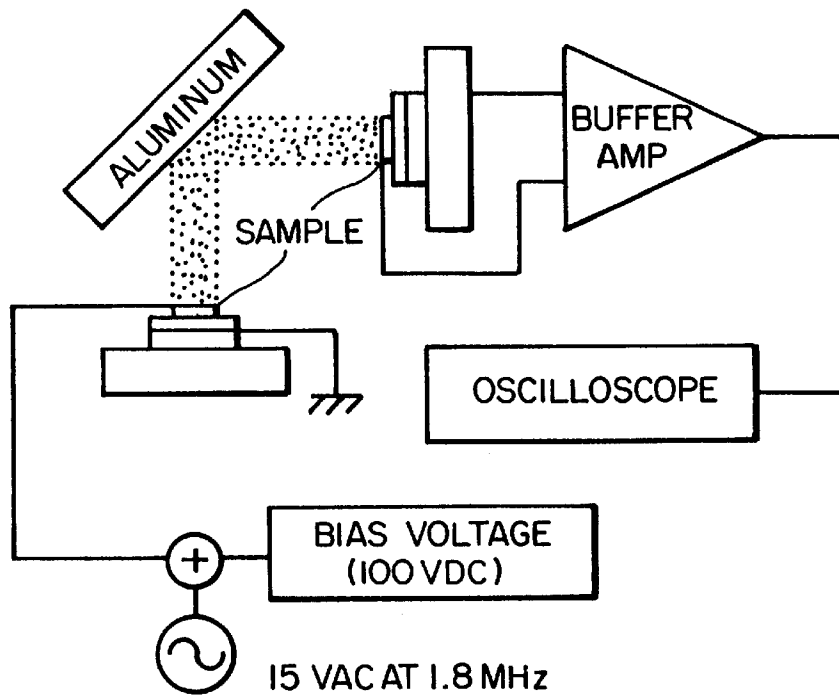 ALUMINUM
BUFFER
AMP
SAMPLE
OSCILLOSCOPE
BIAS VOLTAGE
(100 VDC)
+
15 VAC AT 1.8 MHz